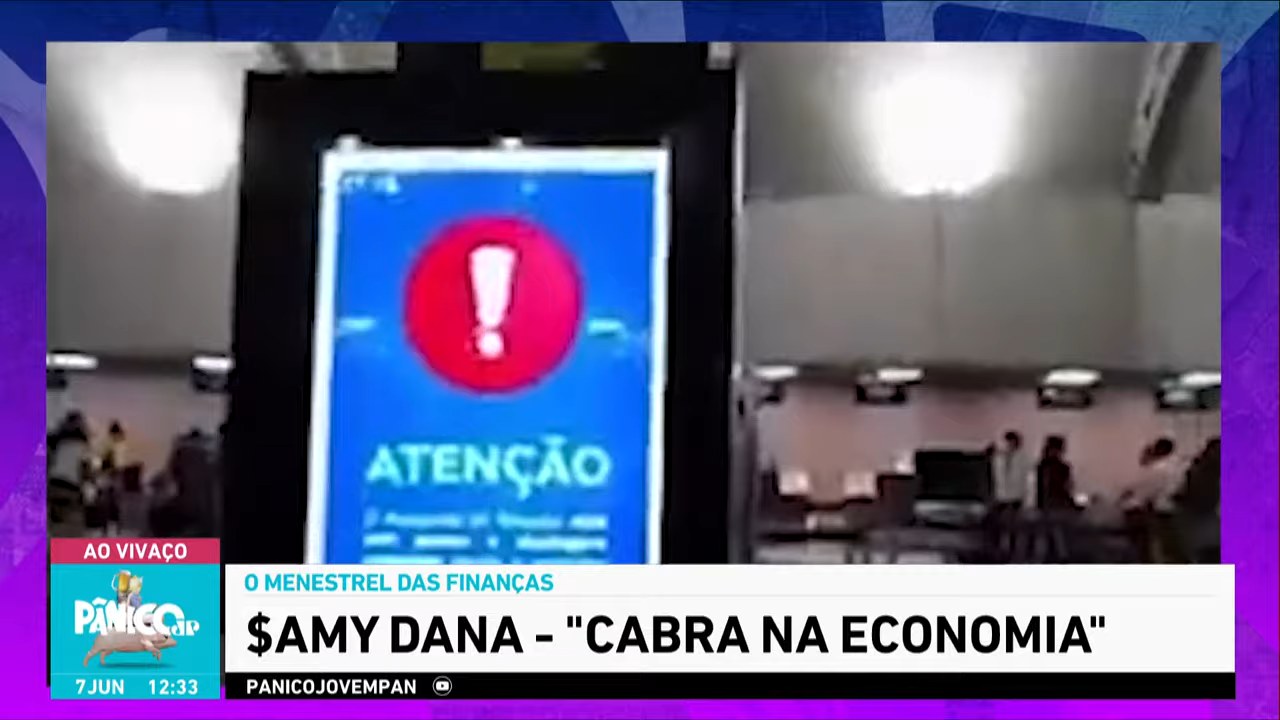 !
ATENÇÃO
AO VIVAÇO
PÂNICO JP
7JUN 12:33
O MENESTREL DAS FINANÇAS
$AMY DANA - "CABRA NA ECONOMIA"
PANICOJOVEMPAN